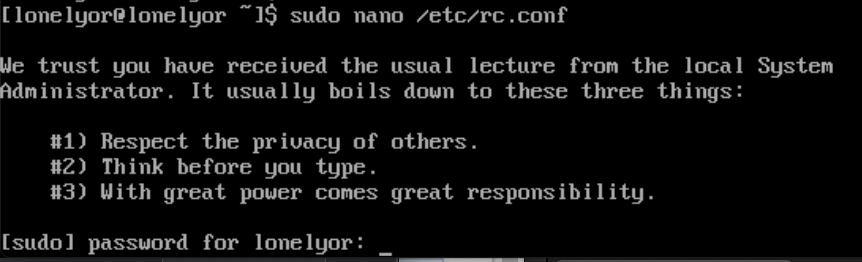 [lonelyor@lonelyor ~]$ sudo nano /etc/rc.conf
We trust you have received the usual lecture from the local System
Administrator. It usually boils down to these three things:
#1) Respect the privacy of others.
#2) Think before you type.
#3) With great power comes great responsibility.
[sudo] password for lonelyor: _